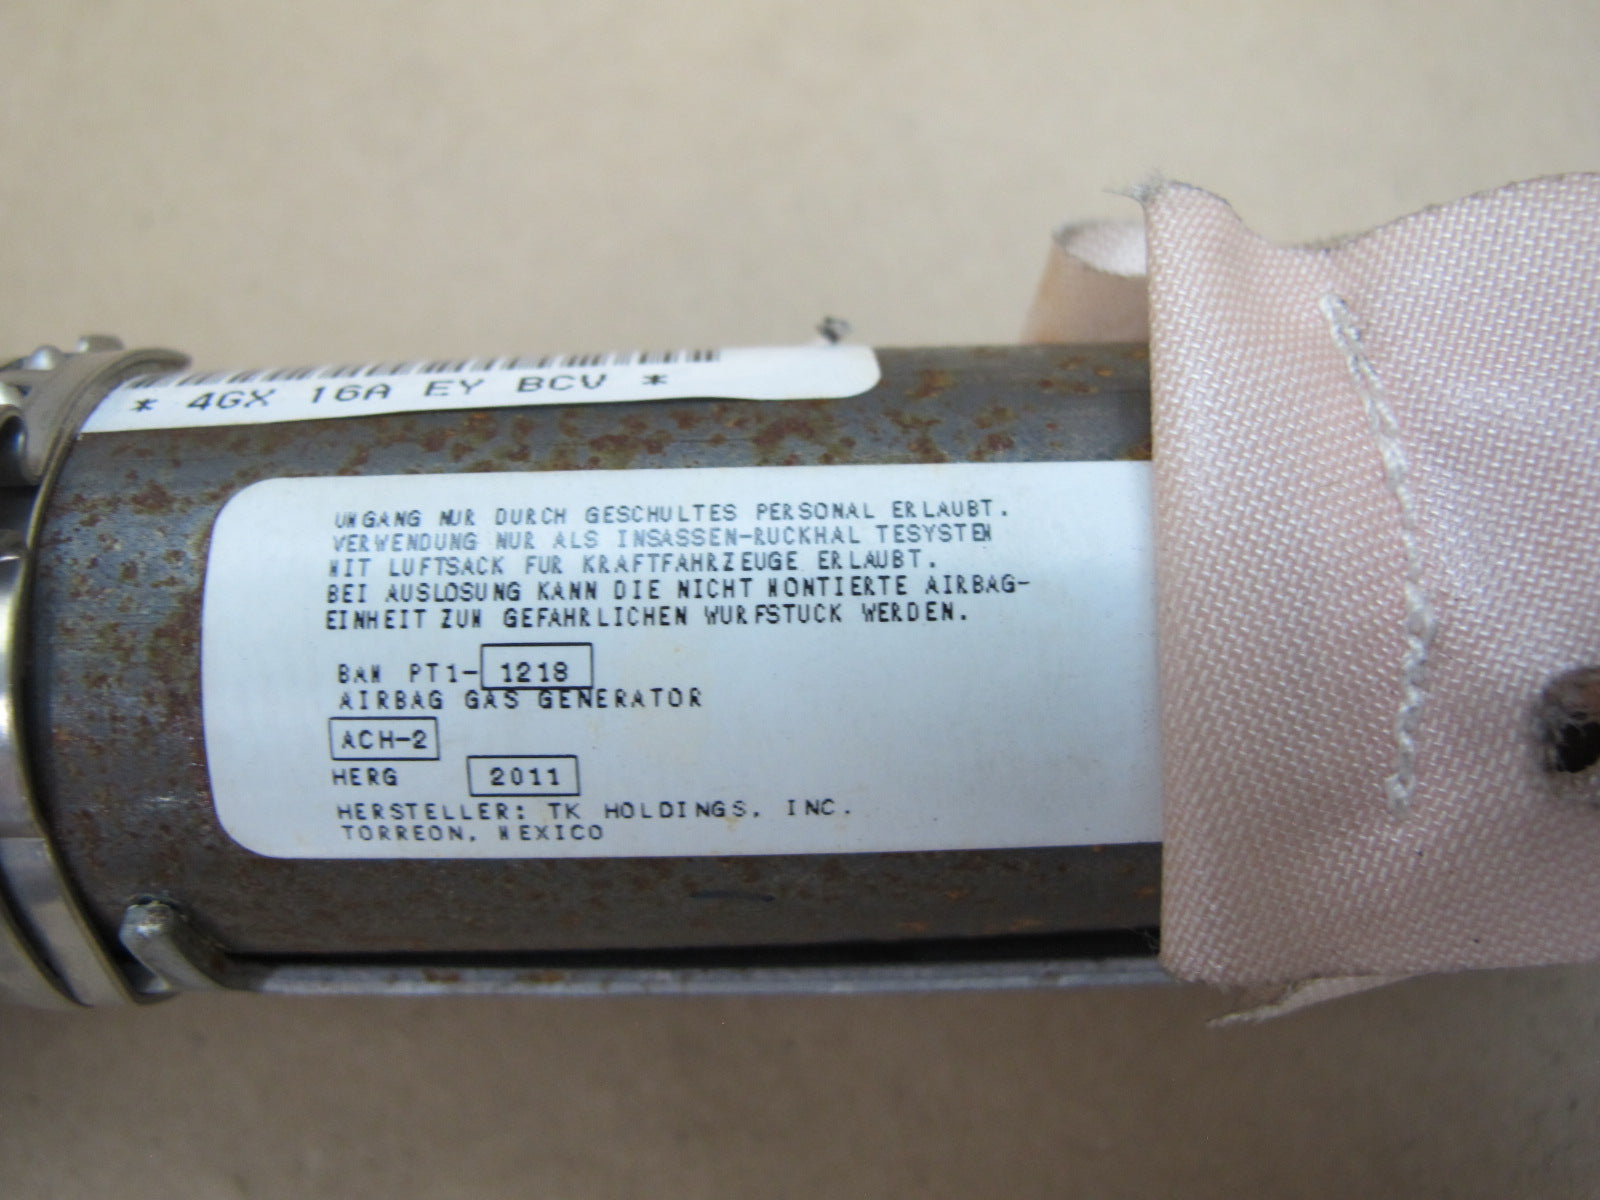 * 4GX 16A EY BCV *
UMGANG NUR DURCH GESCHULTES PERSONAL ERLAUBT.
VERWENDUNG NUR ALS INSASSEN-RUCKHAL TESYSTEM
MIT LUFTSACK FUR KRAFTFAHRZEUGE ERLAUBT.
BEI AUSLOSUNG KANN DIE NICHT MONTIERTE AIRBAG-
EINHEIT ZUM GEFAHRLICHEN WURFSTUCK WERDEN.
BAM PT1-1218
AIRBAG GAS GENERATOR
ACH-2
HERG 2011
HERSTELLER: TK HOLDINGS, INC.
TORREON, MEXICO